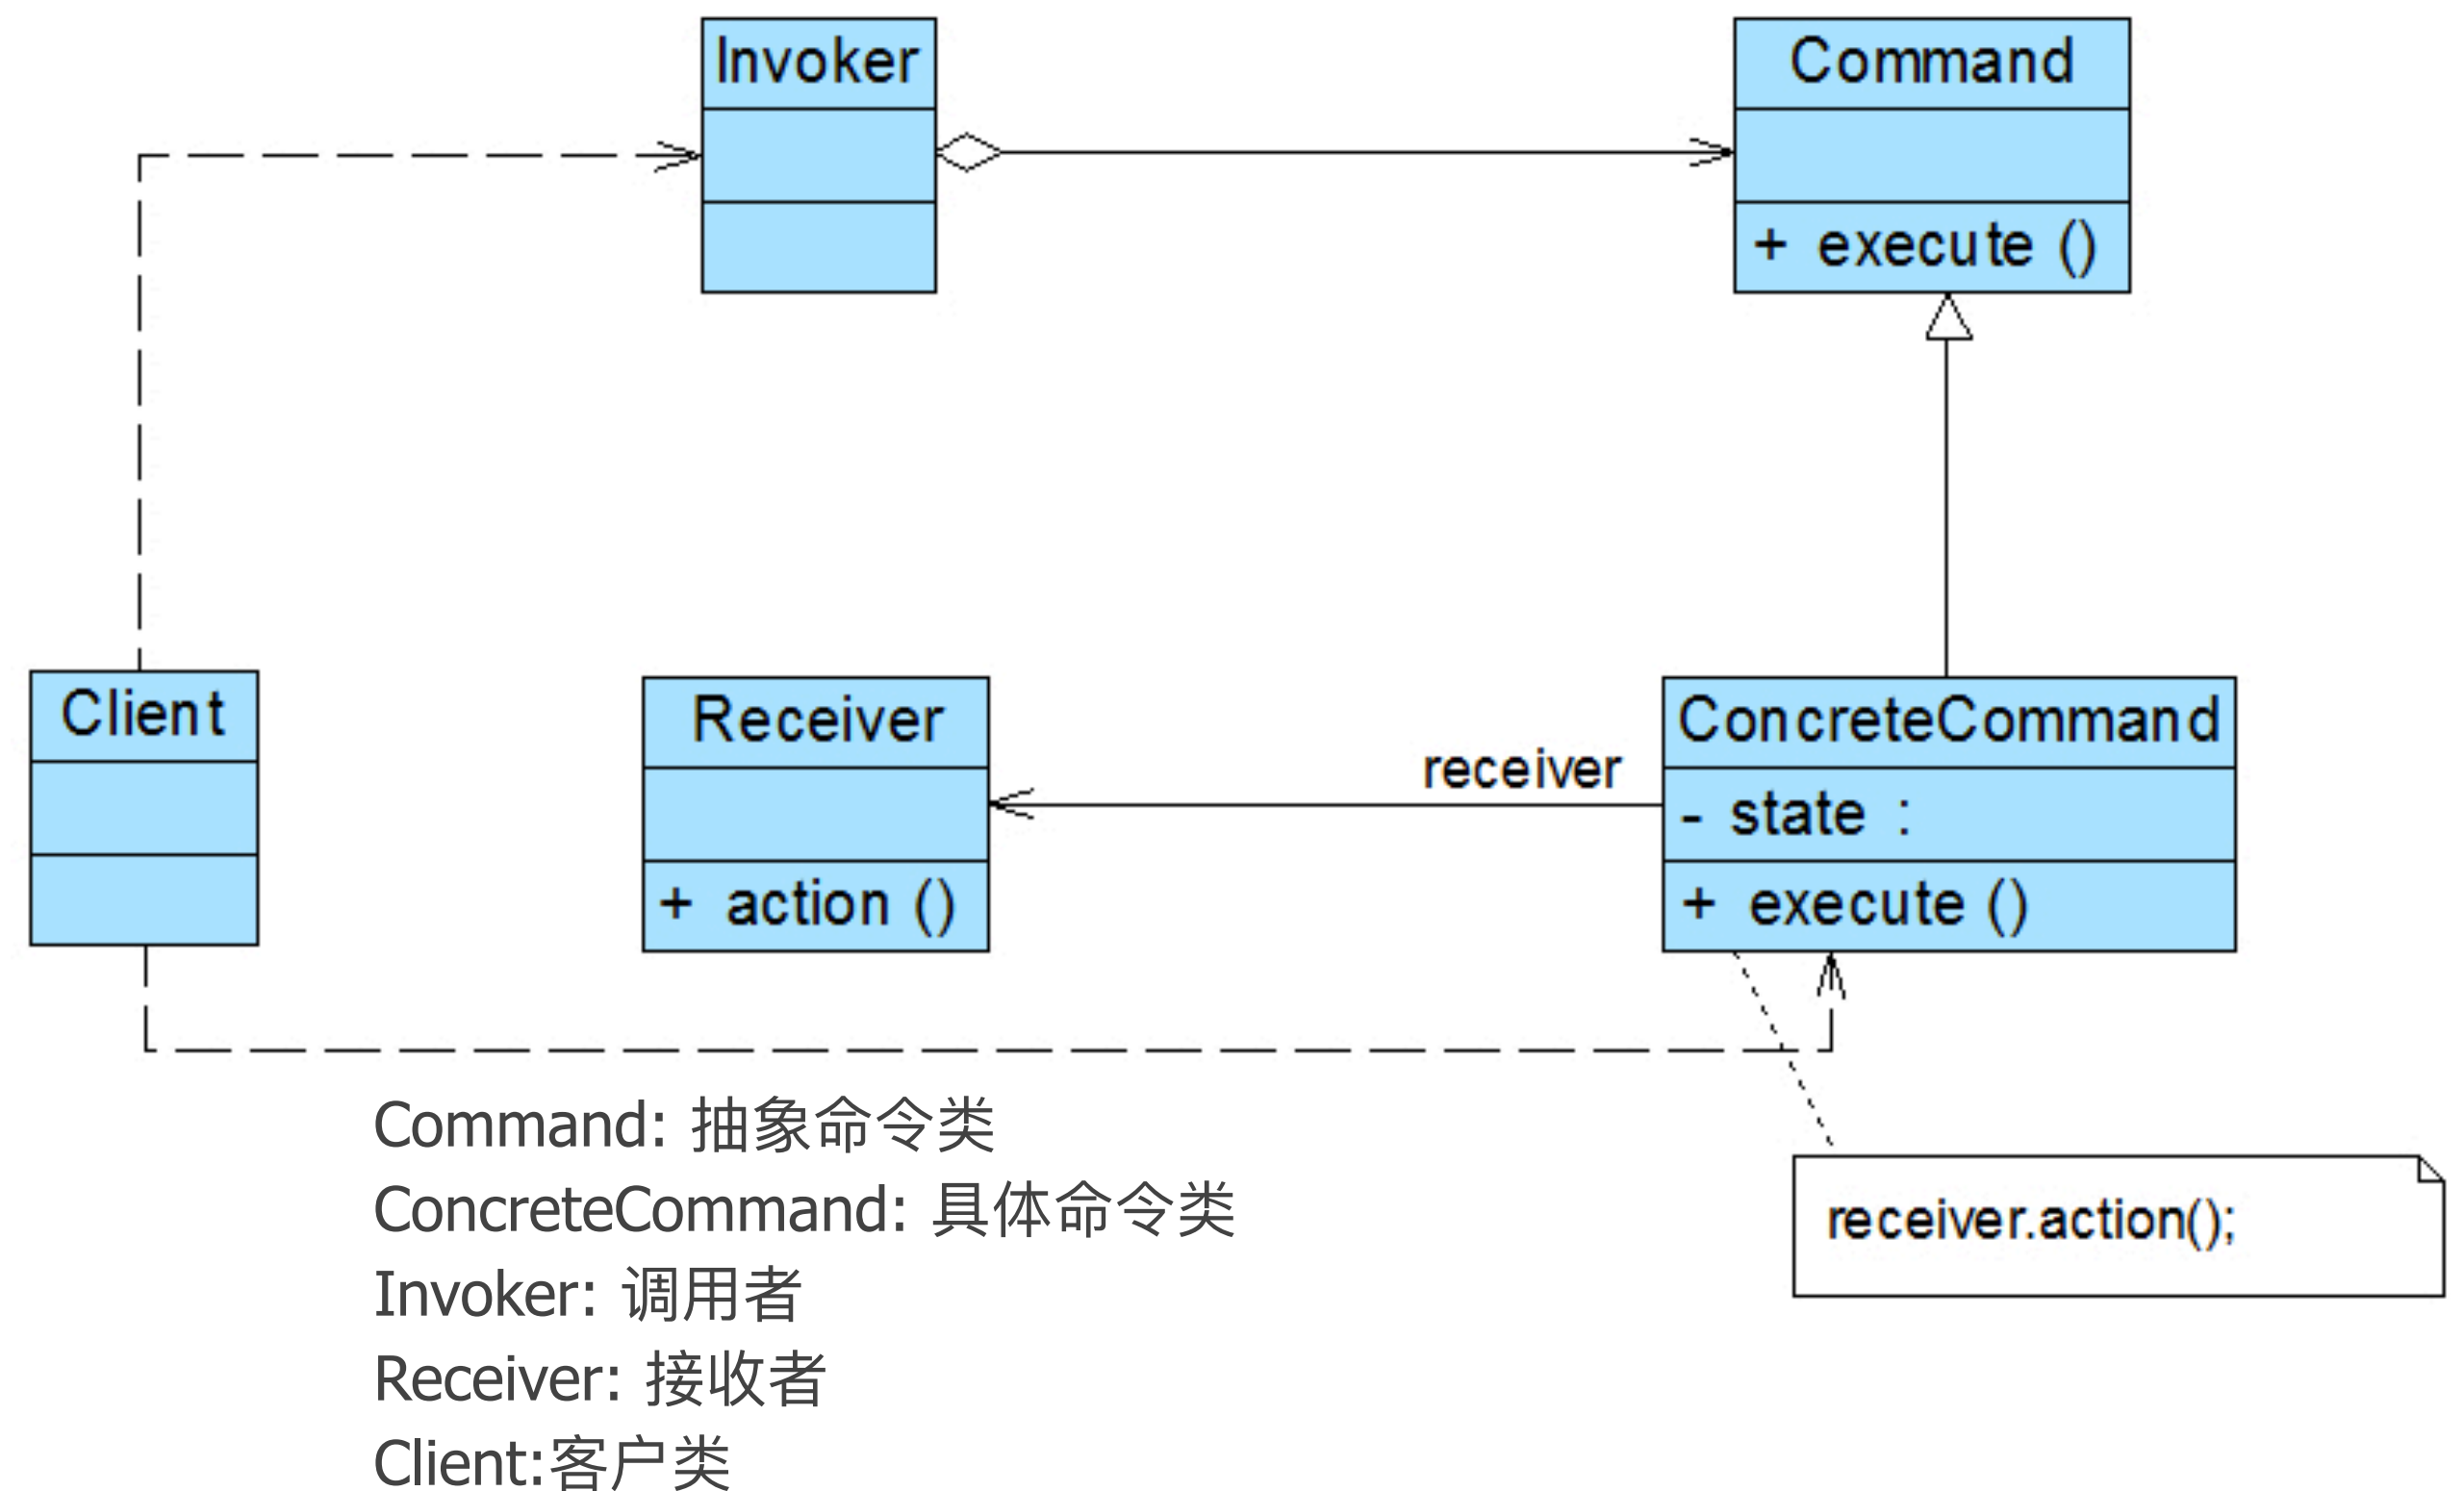 Invoker
Command
+ execute ()
Client
Receiver
+ action ()
receiver
ConcreteCommand
- state :
+ execute ()
receiver.action();
Command: 抽象命令类
ConcreteCommand: 具体命令类
Invoker: 调用者
Receiver: 接收者
Client:客户类